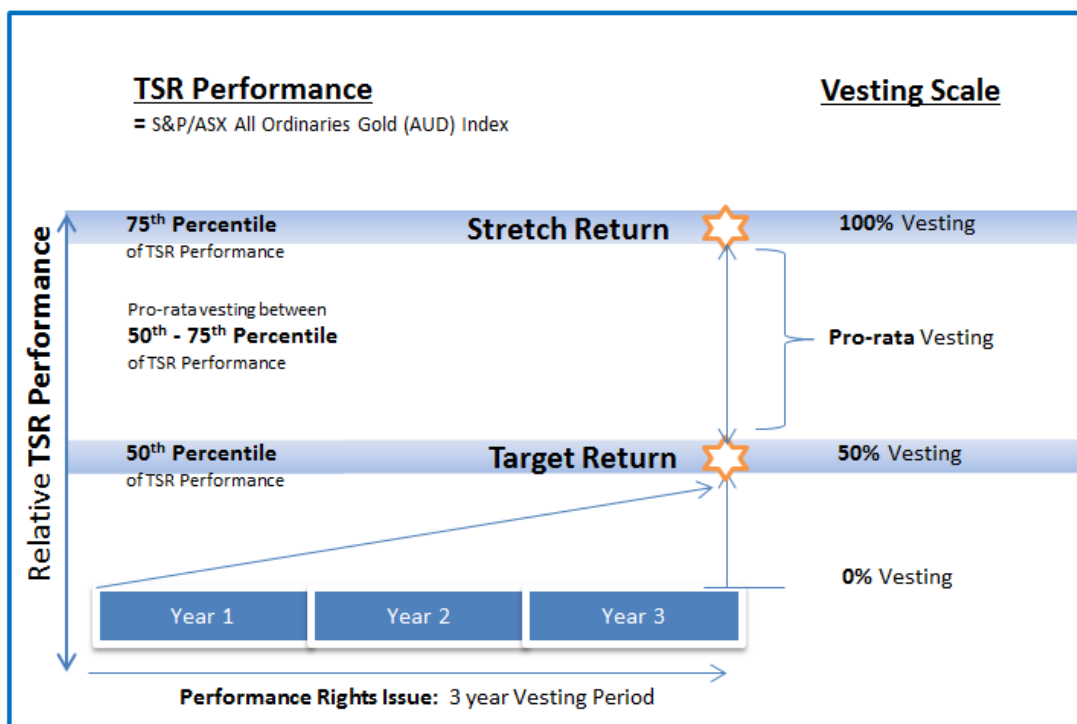 TSR Performance
= S&P/ASX All Ordinaries Gold (AUD) Index
Vesting Scale
Relative TSR Performance
75th Percentile
of TSR Performance
Stretch Return
100% Vesting
Pro-rata vesting between
50th - 75th Percentile
of TSR Performance
Pro-rata Vesting
50th Percentile
of TSR Performance
Target Return
50% Vesting
0% Vesting
Year 1
Year 2
Year 3
Performance Rights Issue: 3 year Vesting Period